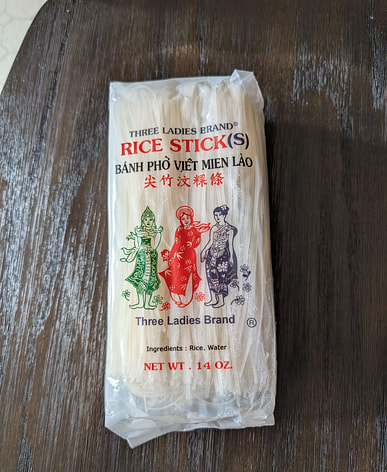 THREE LADIES BRAND®
RICE STICK(S)
BÁNH PHỞ VIÊT MIEN LÀO
尖竹汶粿條
Three Ladies Brand ®
Ingredients : Rice, Water
NET WT . 14 OZ.